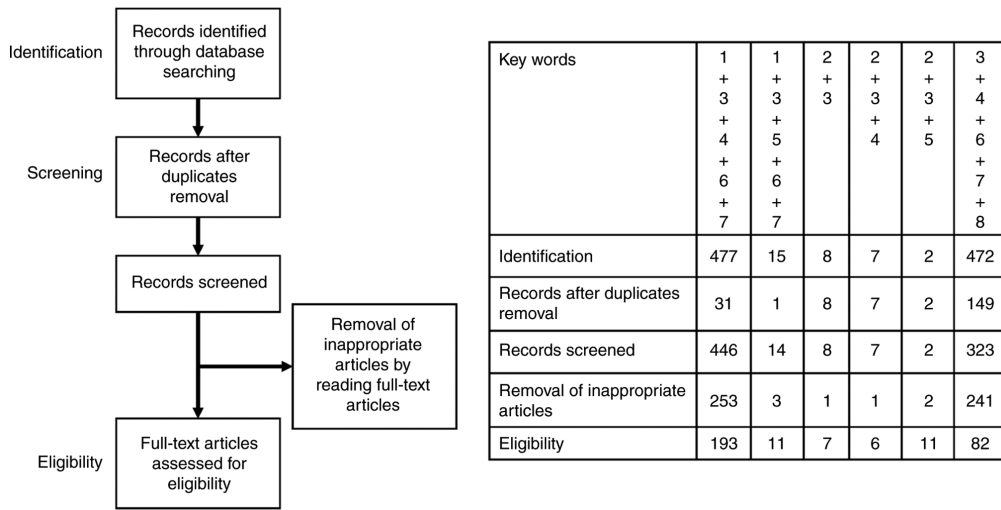 Identification
Records identified
through database
searching
Screening
Records after
duplicates
removal
Records screened
Removal of
inappropriate
articles by
reading full-text
articles
Eligibility
Full-text articles
assessed for
eligibility
Key words 1+3+4+6+7 1+3+5+6+7 2+3 2+3+4 2+3+5 3+4+6+7+8
Identification 477 15 8 7 2 472
Records after duplicates
removal 31 1 8 7 2 149
Records screened 446 14 8 7 2 323
Removal of inappropriate
articles 253 3 1 1 2 241
Eligibility 193 11 7 6 11 82